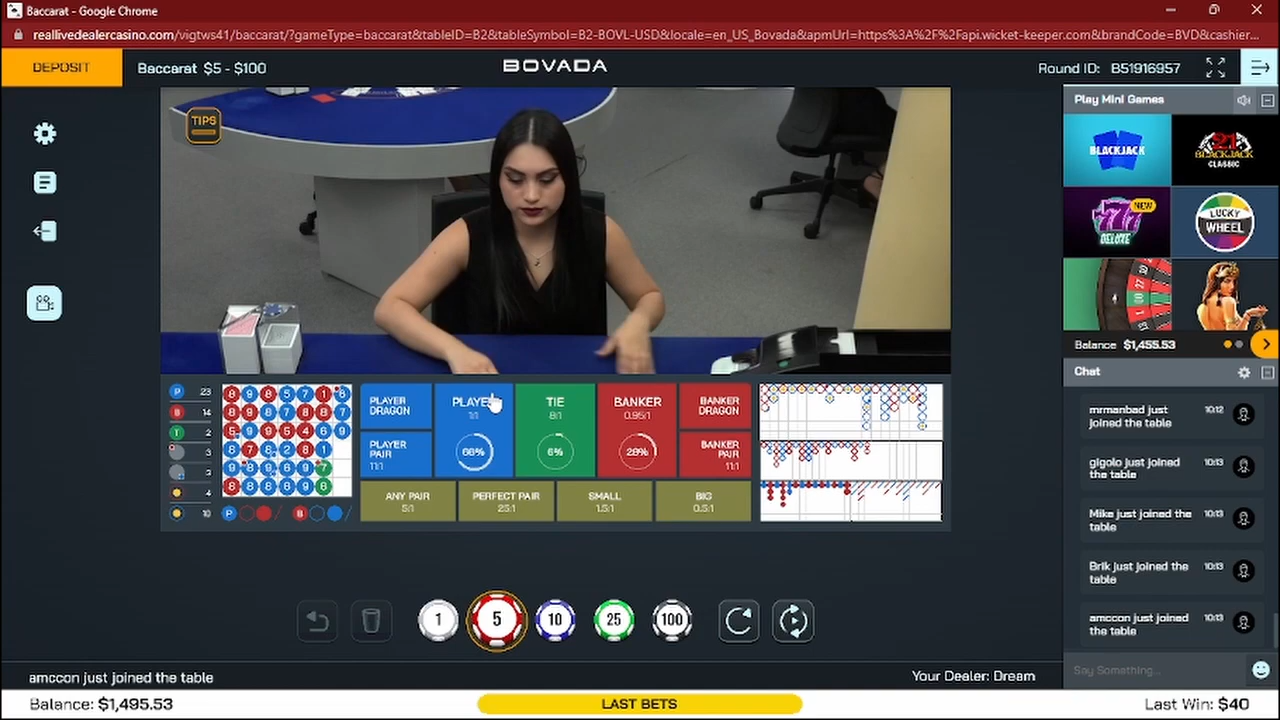 Baccarat - Google Chrome
reallivedealercasino.com/vigtws41/baccarat/?gameType=baccarat&tableID=B2&tableSymbol=B2-BOVL-USD&locale=en_US_Bovada&apmUrl=https%3A%2F%2Fapi.wicket-keeper.com&brandCode=BVD&cashier...
DEPOSIT
Baccarat $5 - $100
BOVADA
Round ID: B51916957
Play Mini Games
TIPS
BLACKJACK
21
BLACKJACK
CLASSIC
777
NEW
DELUXE
LUCKY
WHEEL
Balance $1,455.53
Chat
mrmanbad just
joined the table
10:12
gigolo just joined
the table
10:13
Mike just joined the
table
10:13
Brik just joined the
table
10:13
amccon just joined
the table
10:13
Say Something...
P 23
B 14
T 2
3
4
10
PLAYER
DRAGON
PLAYER
1:1
66%
TIE
8:1
6%
BANKER
0.95:1
28%
BANKER
DRAGON
PLAYER
PAIR
11:1
BANKER
PAIR
11:1
ANY PAIR
5:1
PERFECT PAIR
25:1
SMALL
1.5:1
BIG
0.5:1
P
B
1
5
10
25
100
amccon just joined the table
Your Dealer: Dream
Balance: $1,495.53
LAST BETS
Last Win: $40